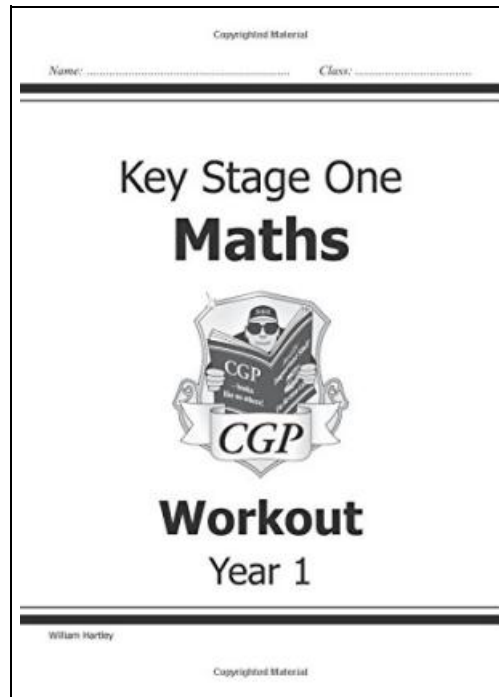 Copyrighted Material
Name: ........................................................ Class: ................................
Key Stage One
Maths
CGP
CGP
Workout
Year 1
William Hartley
Copyrighted Material